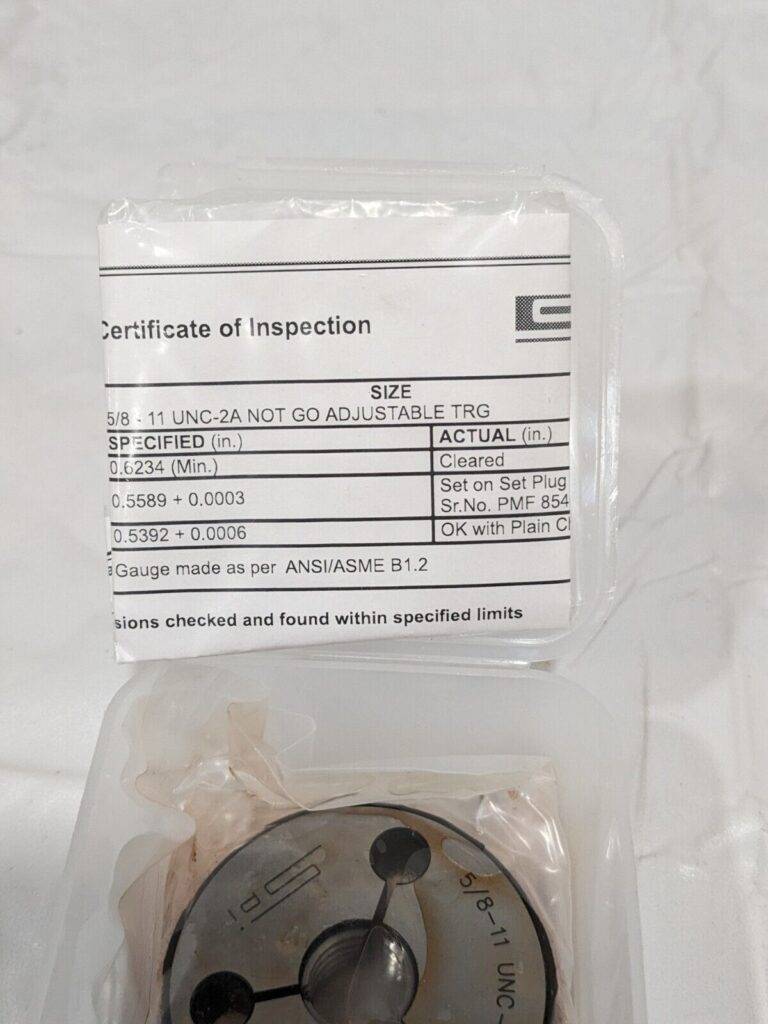 Certificate of Inspection
SIZE
5/8 - 11 UNC-2A NOT GO ADJUSTABLE TRG
SPECIFIED (in.) ACTUAL (in.)
0.6234 (Min.) Cleared
0.5589 + 0.0003 Set on Set Plug
Sr.No. PMF 854
0.5392 + 0.0006 OK with Plain
Gauge made as per ANSI/ASME B1.2
sions checked and found within specified limits
Spi
5/8-11 UNC-